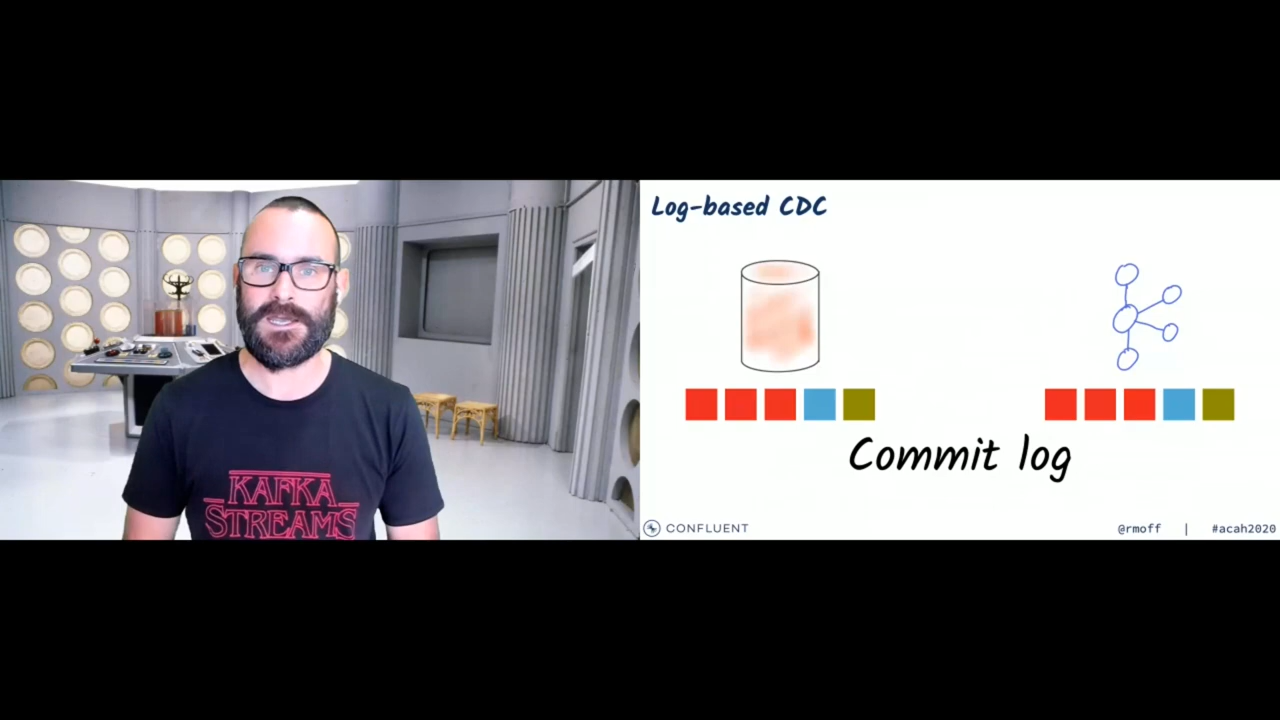 KAFKA
STREAMS
Log-based CDC
Commit log
CONFLUENT
@rmoff | #acah2020